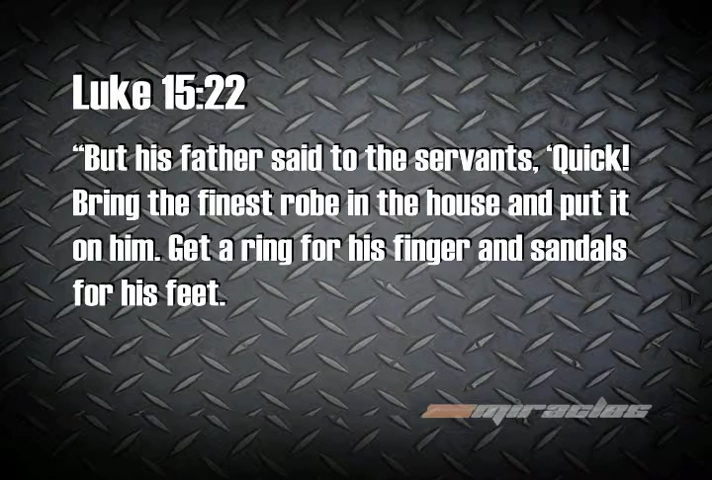 Luke 15:22
“But his father said to the servants, ‘Quick!
Bring the finest robe in the house and put it
on him. Get a ring for his finger and sandals
for his feet.